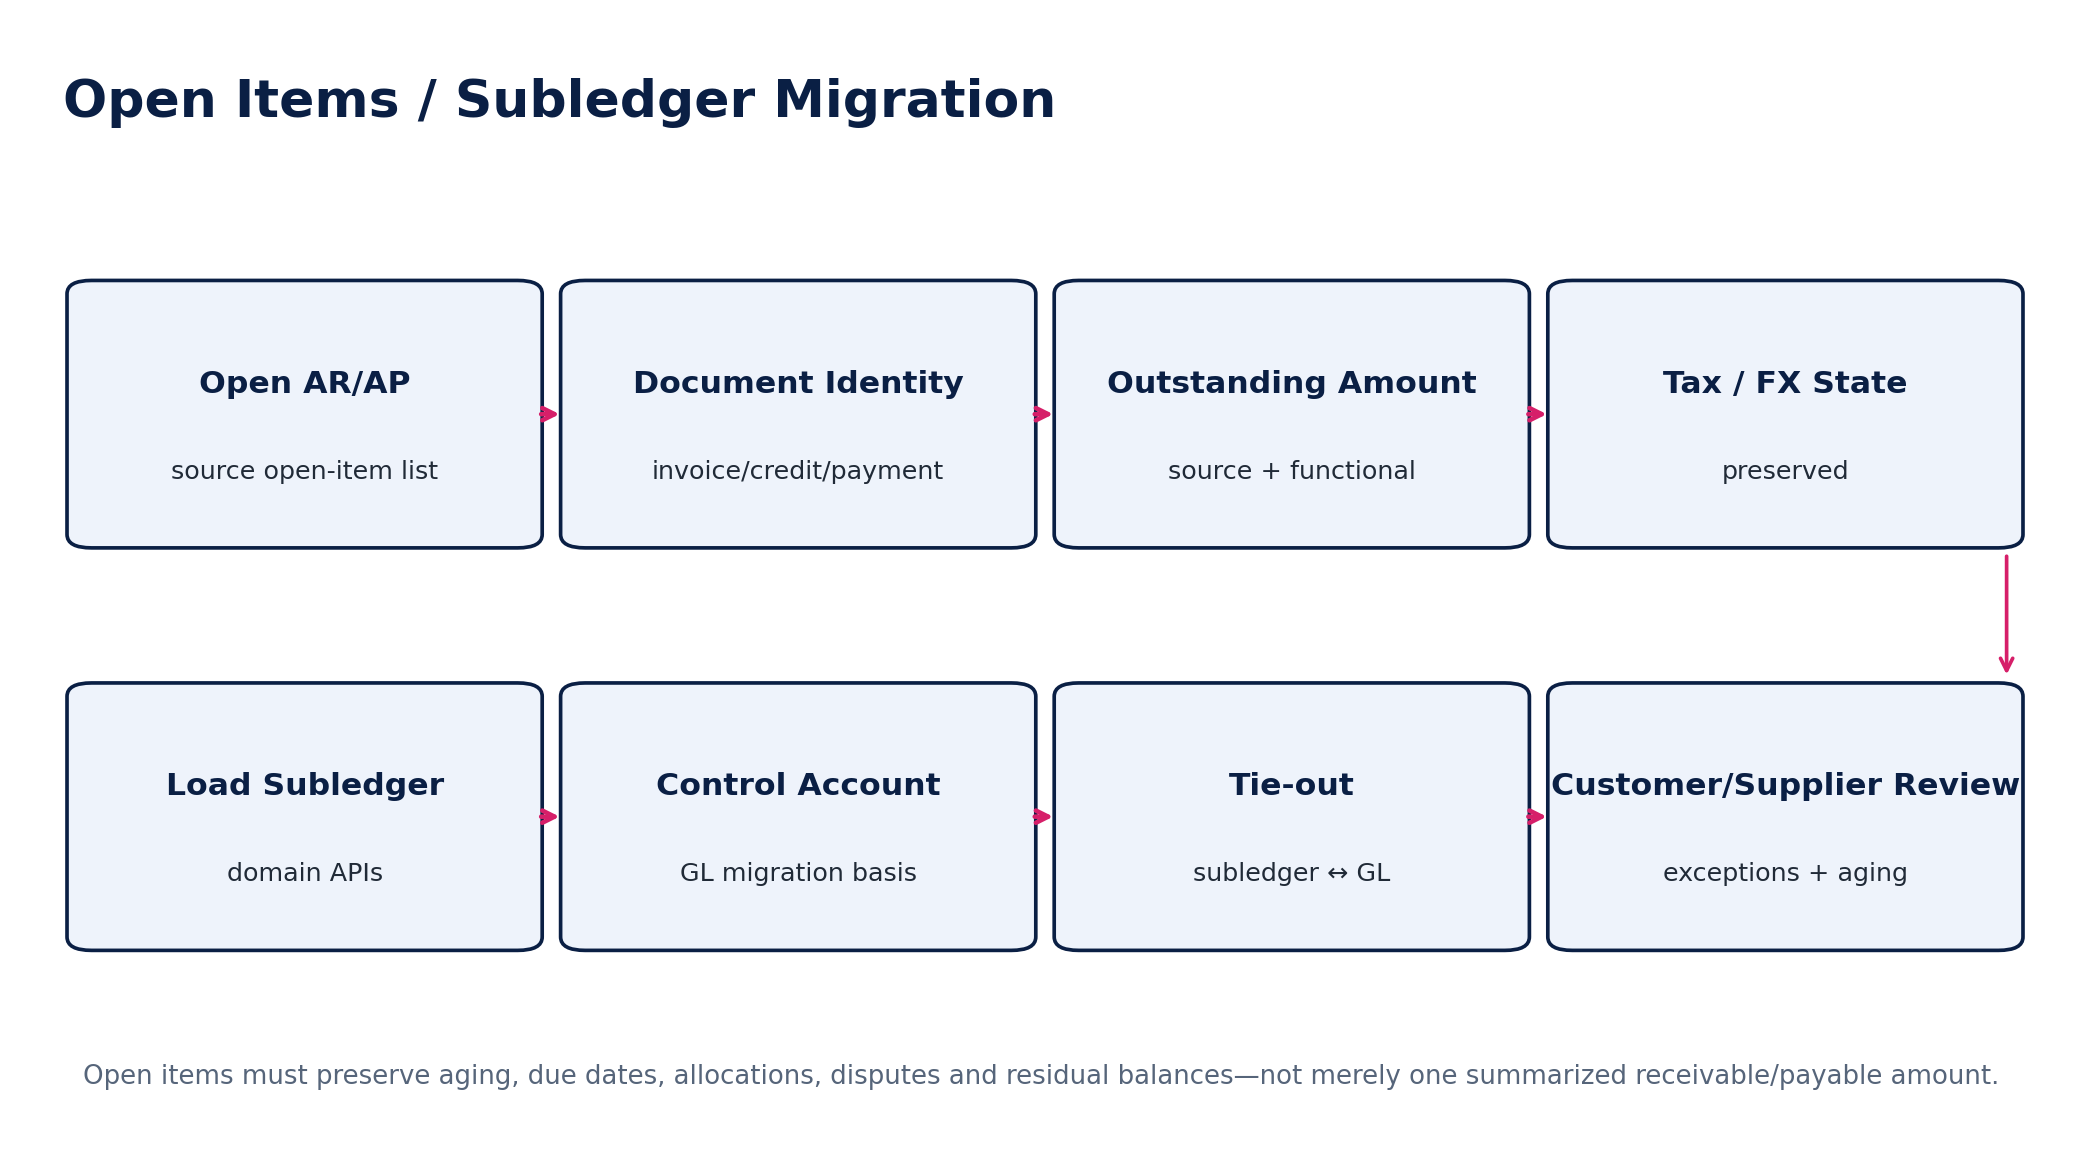 Open Items / Subledger Migration
Open AR/AP
source open-item list
Document Identity
invoice/credit/payment
Outstanding Amount
source + functional
Tax / FX State
preserved
Load Subledger
domain APIs
Control Account
GL migration basis
Tie-out
subledger ↔ GL
Customer/Supplier Review
exceptions + aging
Open items must preserve aging, due dates, allocations, disputes and residual balances—not merely one summarized receivable/payable amount.